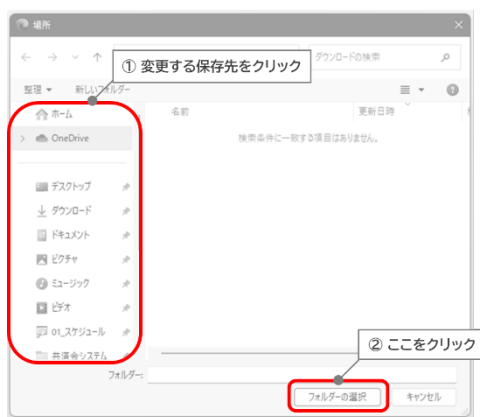 場所
ダウンロードの検索
① 変更する保存先をクリック
整理 新しいフォルダー
ホーム
名前 更新日時
OneDrive
検索条件に一致する項目はありません。
デスクトップ
ダウンロード
ドキュメント
ピクチャ
ミュージック
ビデオ
01_スケジュール
② ここをクリック
共済会システム
フォルダー:
フォルダーの選択 キャンセル